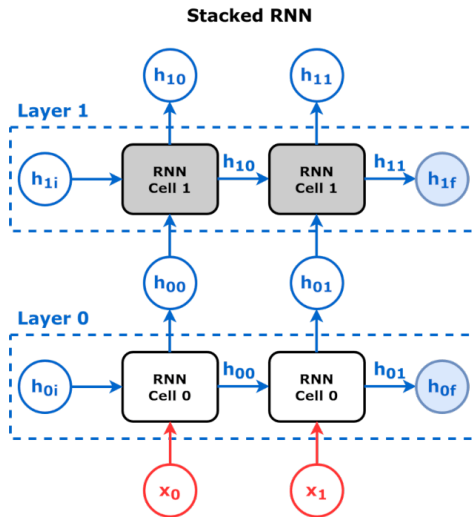 Stacked RNN
h10 h11
Layer 1
h1i RNN Cell 1 h10 RNN Cell 1 h11 h1f
h00 h01
Layer 0
h0i RNN Cell 0 h00 RNN Cell 0 h01 h0f
x0 x1